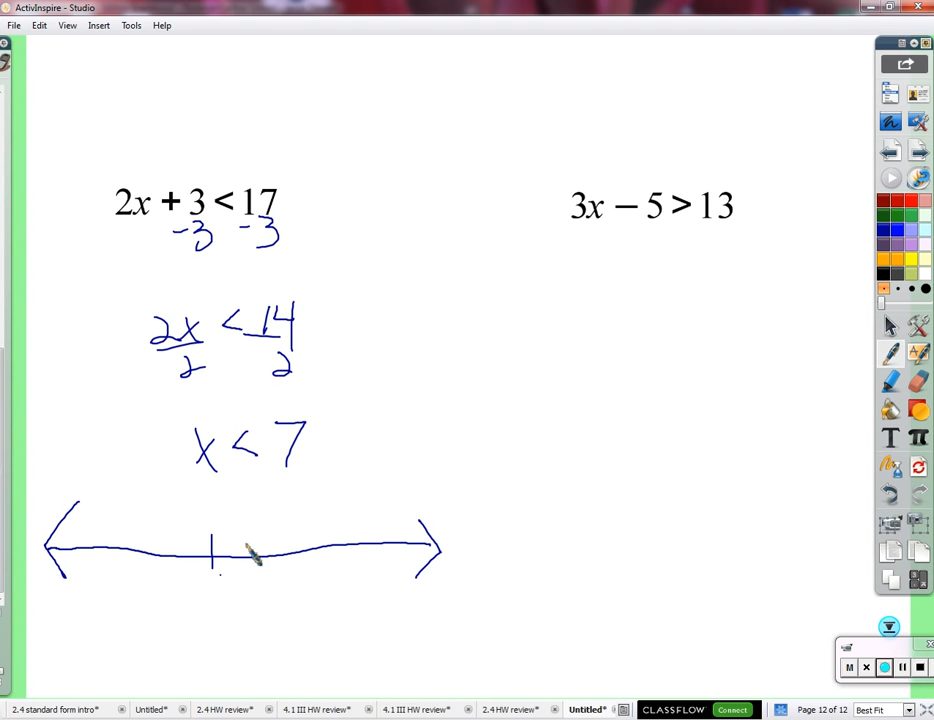 ActivInspire - Studio
File Edit View Insert Tools Help
2x + 3 < 17
-3 -3
2x < 14
2 2
x < 7
3x − 5 > 13
M
2.4 standard form intro* Untitled* 2.4 HW review* 4.1 III HW review* 4.1 III HW review* 2.4 HW review* Untitled* CLASSFLOW Connect Page 12 of 12 Best Fit